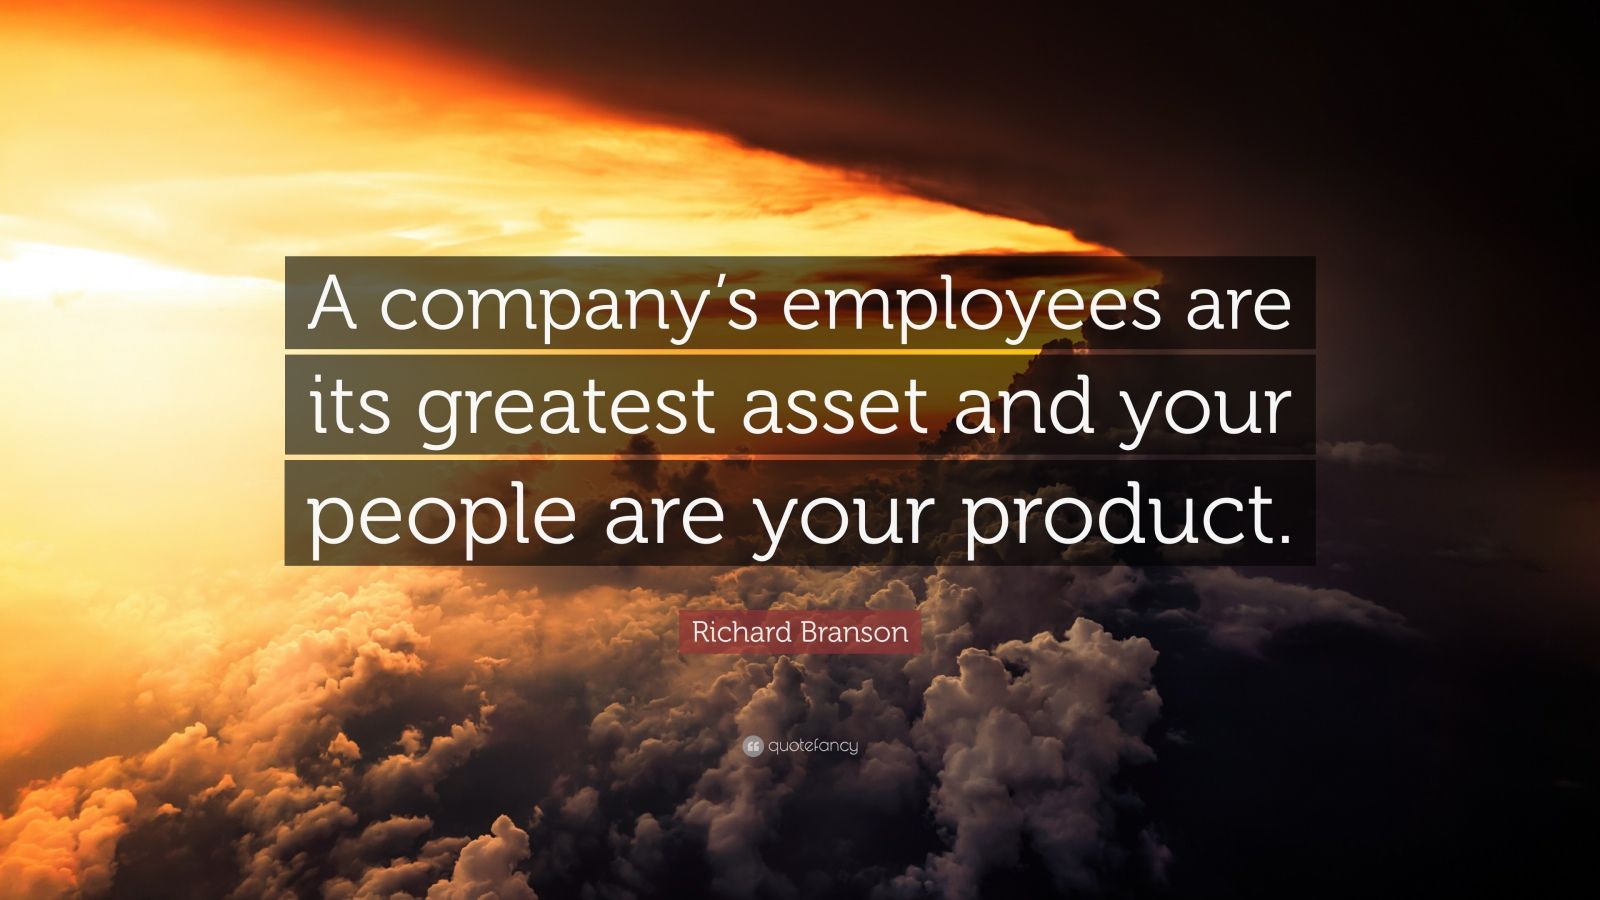 A company’s employees are
its greatest asset and your
people are your product.
Richard Branson
quotefancy